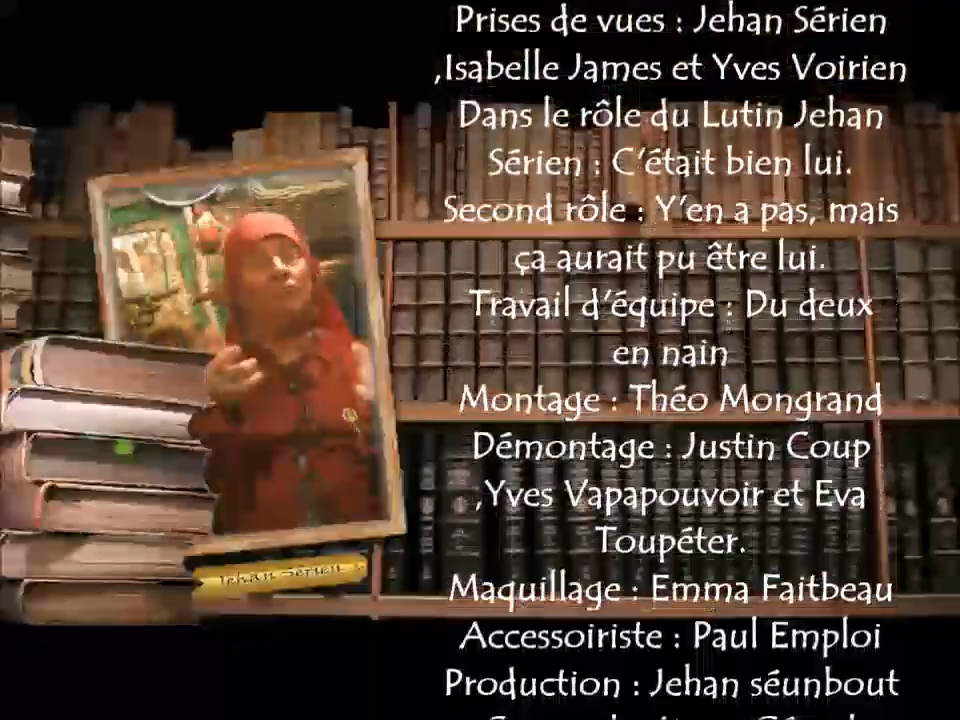 Prises de vues : Jehan Sérien
,Isabelle James et Yves Voirien
Dans le rôle du Lutin Jehan
Sérien : C'était bien lui.
Second rôle : Y'en a pas, mais
ça aurait pu être lui.
Travail d'équipe : Du deux
en nain
Montage : Théo Mongrand
Démontage : Justin Coup
,Yves Vapapouvoir et Eva
Toupéter.
Maquillage : Emma Faitbeau
Accessoiriste : Paul Emploi
Production : Jehan séunbout
Jehan Sérien